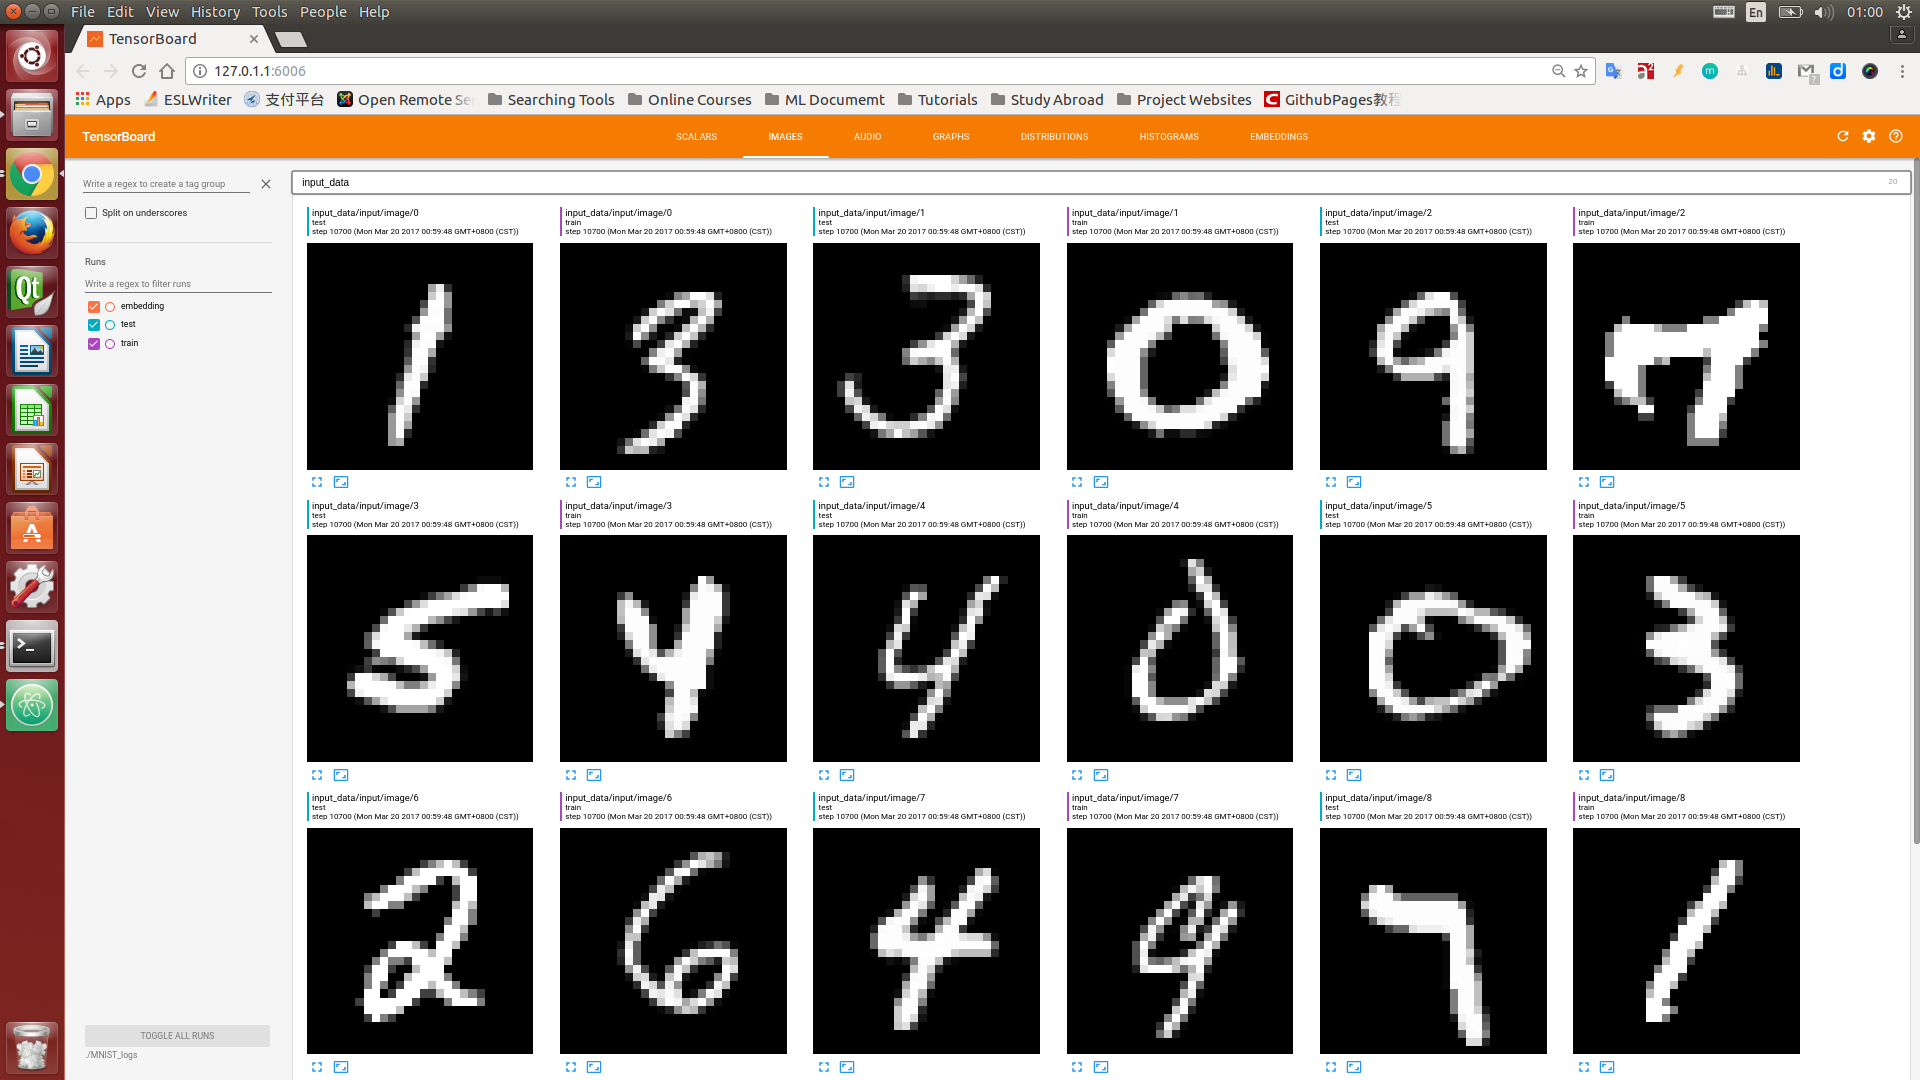 File Edit View History Tools People Help
En 01:00
TensorBoard
127.0.1.1:6006
Apps ESLWriter 支付平台 Open Remote Searching Tools Online Courses ML Documemt Tutorials Study Abroad Project Websites GithubPages教程
TensorBoard SCALARS IMAGES AUDIO GRAPHS DISTRIBUTIONS HISTOGRAMS EMBEDDINGS
Write a regex to create a tag group
Split on underscores
Runs
Write a regex to filter runs
embedding
test
train
TOGGLE ALL RUNS
./MNIST_logs
input_data 20
input_data/input/image/0
test
step 10700 (Mon Mar 20 2017 00:59:48 GMT+0800 (CST))
1
input_data/input/image/0
train
step 10700 (Mon Mar 20 2017 00:59:48 GMT+0800 (CST))
3
input_data/input/image/1
test
step 10700 (Mon Mar 20 2017 00:59:48 GMT+0800 (CST))
3
input_data/input/image/1
train
step 10700 (Mon Mar 20 2017 00:59:48 GMT+0800 (CST))
0
input_data/input/image/2
test
step 10700 (Mon Mar 20 2017 00:59:48 GMT+0800 (CST))
9
input_data/input/image/2
train
step 10700 (Mon Mar 20 2017 00:59:48 GMT+0800 (CST))
7
input_data/input/image/3
test
step 10700 (Mon Mar 20 2017 00:59:48 GMT+0800 (CST))
5
input_data/input/image/3
train
step 10700 (Mon Mar 20 2017 00:59:48 GMT+0800 (CST))
4
input_data/input/image/4
test
step 10700 (Mon Mar 20 2017 00:59:48 GMT+0800 (CST))
4
input_data/input/image/4
train
step 10700 (Mon Mar 20 2017 00:59:48 GMT+0800 (CST))
0
input_data/input/image/5
test
step 10700 (Mon Mar 20 2017 00:59:48 GMT+0800 (CST))
0
input_data/input/image/5
train
step 10700 (Mon Mar 20 2017 00:59:48 GMT+0800 (CST))
3
input_data/input/image/6
test
step 10700 (Mon Mar 20 2017 00:59:48 GMT+0800 (CST))
2
input_data/input/image/6
train
step 10700 (Mon Mar 20 2017 00:59:48 GMT+0800 (CST))
6
input_data/input/image/7
test
step 10700 (Mon Mar 20 2017 00:59:48 GMT+0800 (CST))
4
input_data/input/image/7
train
step 10700 (Mon Mar 20 2017 00:59:48 GMT+0800 (CST))
9
input_data/input/image/8
test
step 10700 (Mon Mar 20 2017 00:59:48 GMT+0800 (CST))
7
input_data/input/image/8
train
step 10700 (Mon Mar 20 2017 00:59:48 GMT+0800 (CST))
1